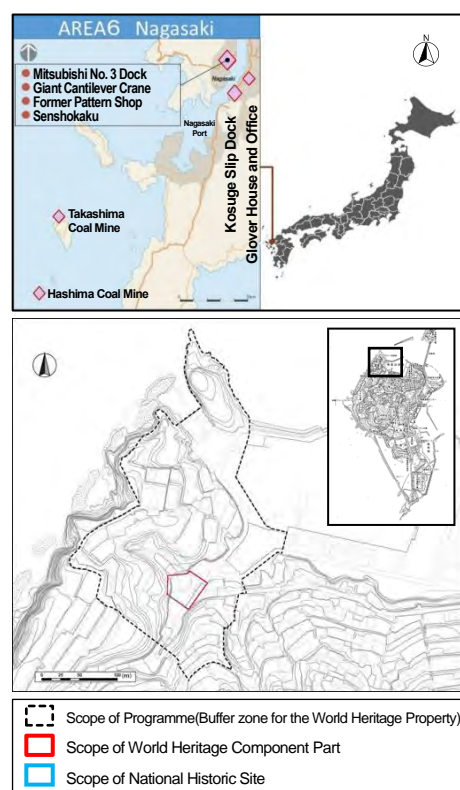 AREA6 Nagasaki
Mitsubishi No. 3 Dock
Giant Cantilever Crane
Former Pattern Shop
Senshokaku
Nagasaki
Nagasaki
Port
Kosuge Slip Dock
Glover House and Office
Takashima
Coal Mine
Hashima Coal Mine
N
Scope of Programme(Buffer zone for the World Heritage Property)
Scope of World Heritage Component Part
Scope of National Historic Site